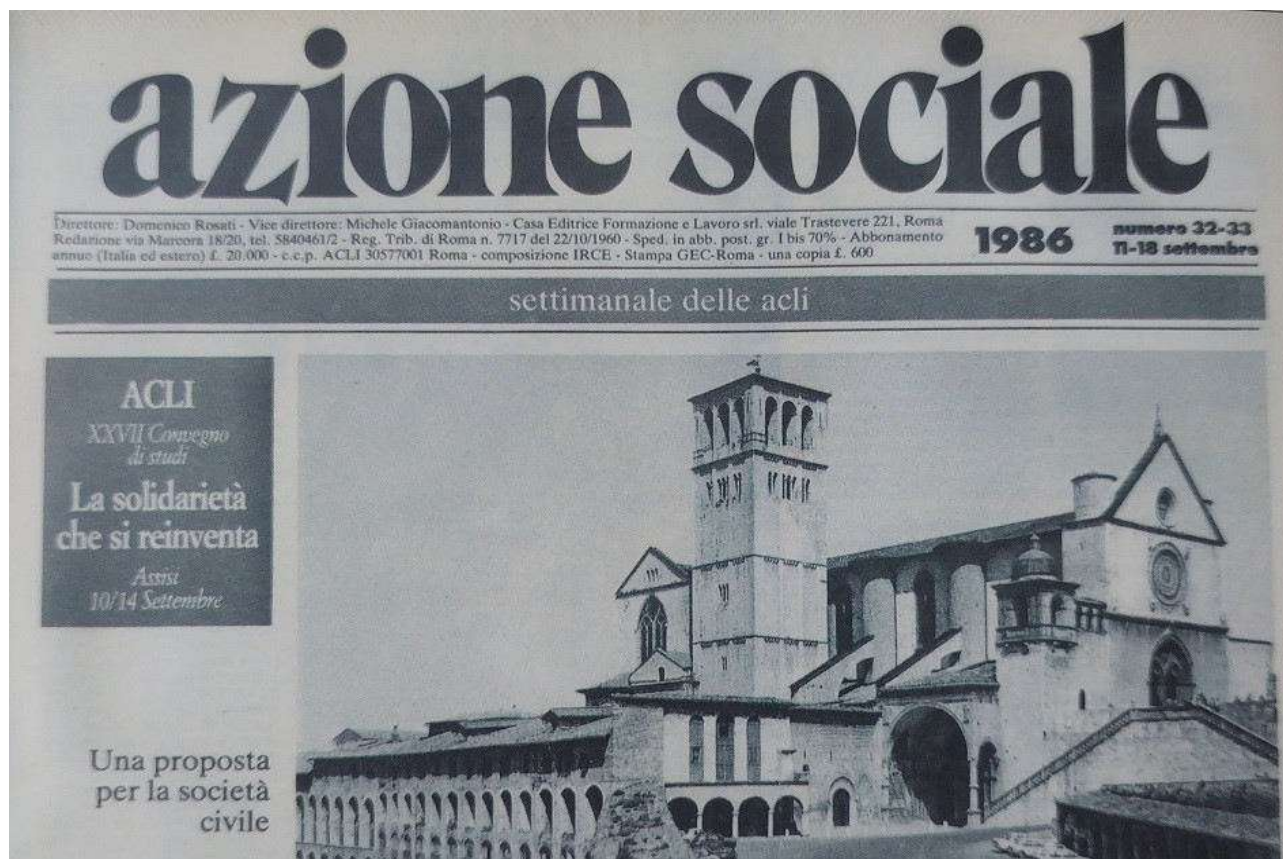 azione sociale
Direttore: Domenico Rosati - Vice direttore: Michele Giacomantonio - Casa Editrice Formazione e Lavoro srl. viale Trastevere 221, Roma
Redazione via Marcora 18/20, tel. 5840461/2 - Reg. Trib. di Roma n. 7717 del 22/10/1960 - Sped. in abb. post. gr. I bis 70% - Abbonamento
annuo (Italia ed estero) £. 20.000 - c.c.p. ACLI 30577001 Roma - composizione IRCE - Stampa GEC-Roma - una copia £. 600
1986
numero 32-33
11-18 settembre
settimanale delle acli
ACLI
XXVII Convegno
di studi
La solidarietà
che si reinventa
Assisi
10/14 Settembre
Una proposta
per la società
civile